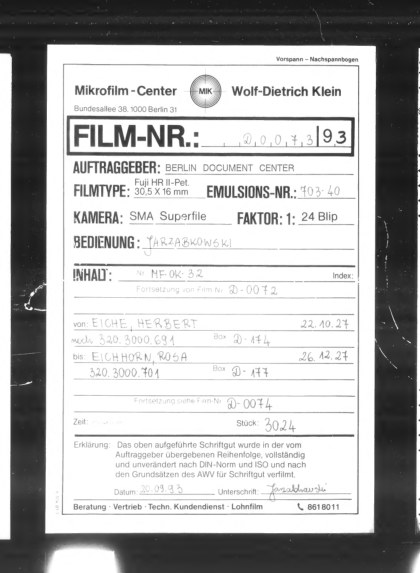 Vorspann – Nachspannbogen
Mikrofilm-Center MIK Wolf-Dietrich Klein
Bundesallee 38, 1000 Berlin 31
FILM-NR.: D 0 0 7 3 | 93
AUFTRAGGEBER: BERLIN DOCUMENT CENTER
FILMTYPE: Fuji HR II-Pet. 30,5 X 16 mm EMULSIONS-NR.: 703-40
KAMERA: SMA Superfile FAKTOR: 1: 24 Blip
BEDIENUNG: JARZABKOWSKI
INHALT: Nr. MFOK-32 Index:
Fortsetzung von Film Nr. D-0072
von: EICHE, HERBERT 22.10.27
320.3000.691 Box D-174
bis: EICHHORN, ROSA 26.12.27
320.3000.701 Box D-177
Fortsetzung siehe Film Nr. D-0074
Zeit: Stück: 3024
Erklärung: Das oben aufgeführte Schriftgut wurde in der vom
Auftraggeber übergebenen Reihenfolge, vollständig
und unverändert nach DIN-Norm und ISO und nach
den Grundsätzen des AWV für Schriftgut verfilmt.
Datum: 20.09.93 Unterschrift: Jarzabkowski
Beratung · Vertrieb · Techn. Kundendienst · Lohnfilm 8618011